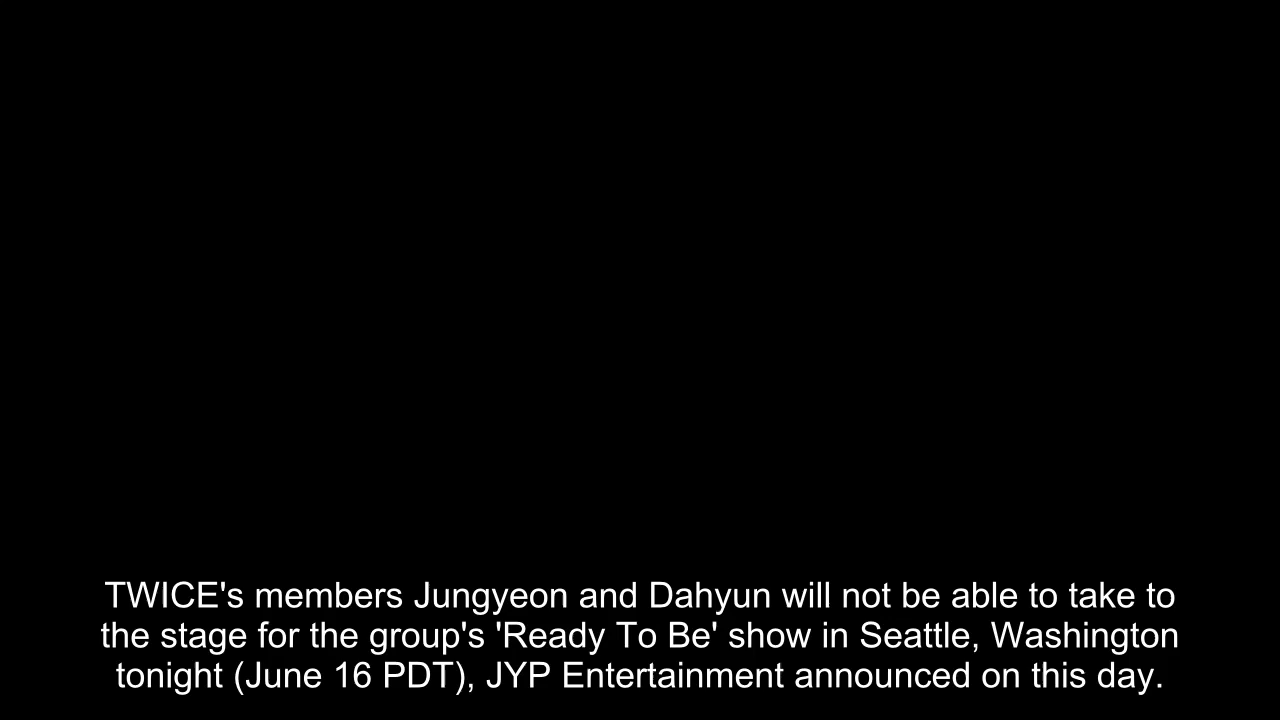 TWICE's members Jungyeon and Dahyun will not be able to take to
the stage for the group's 'Ready To Be' show in Seattle, Washington
tonight (June 16 PDT), JYP Entertainment announced on this day.